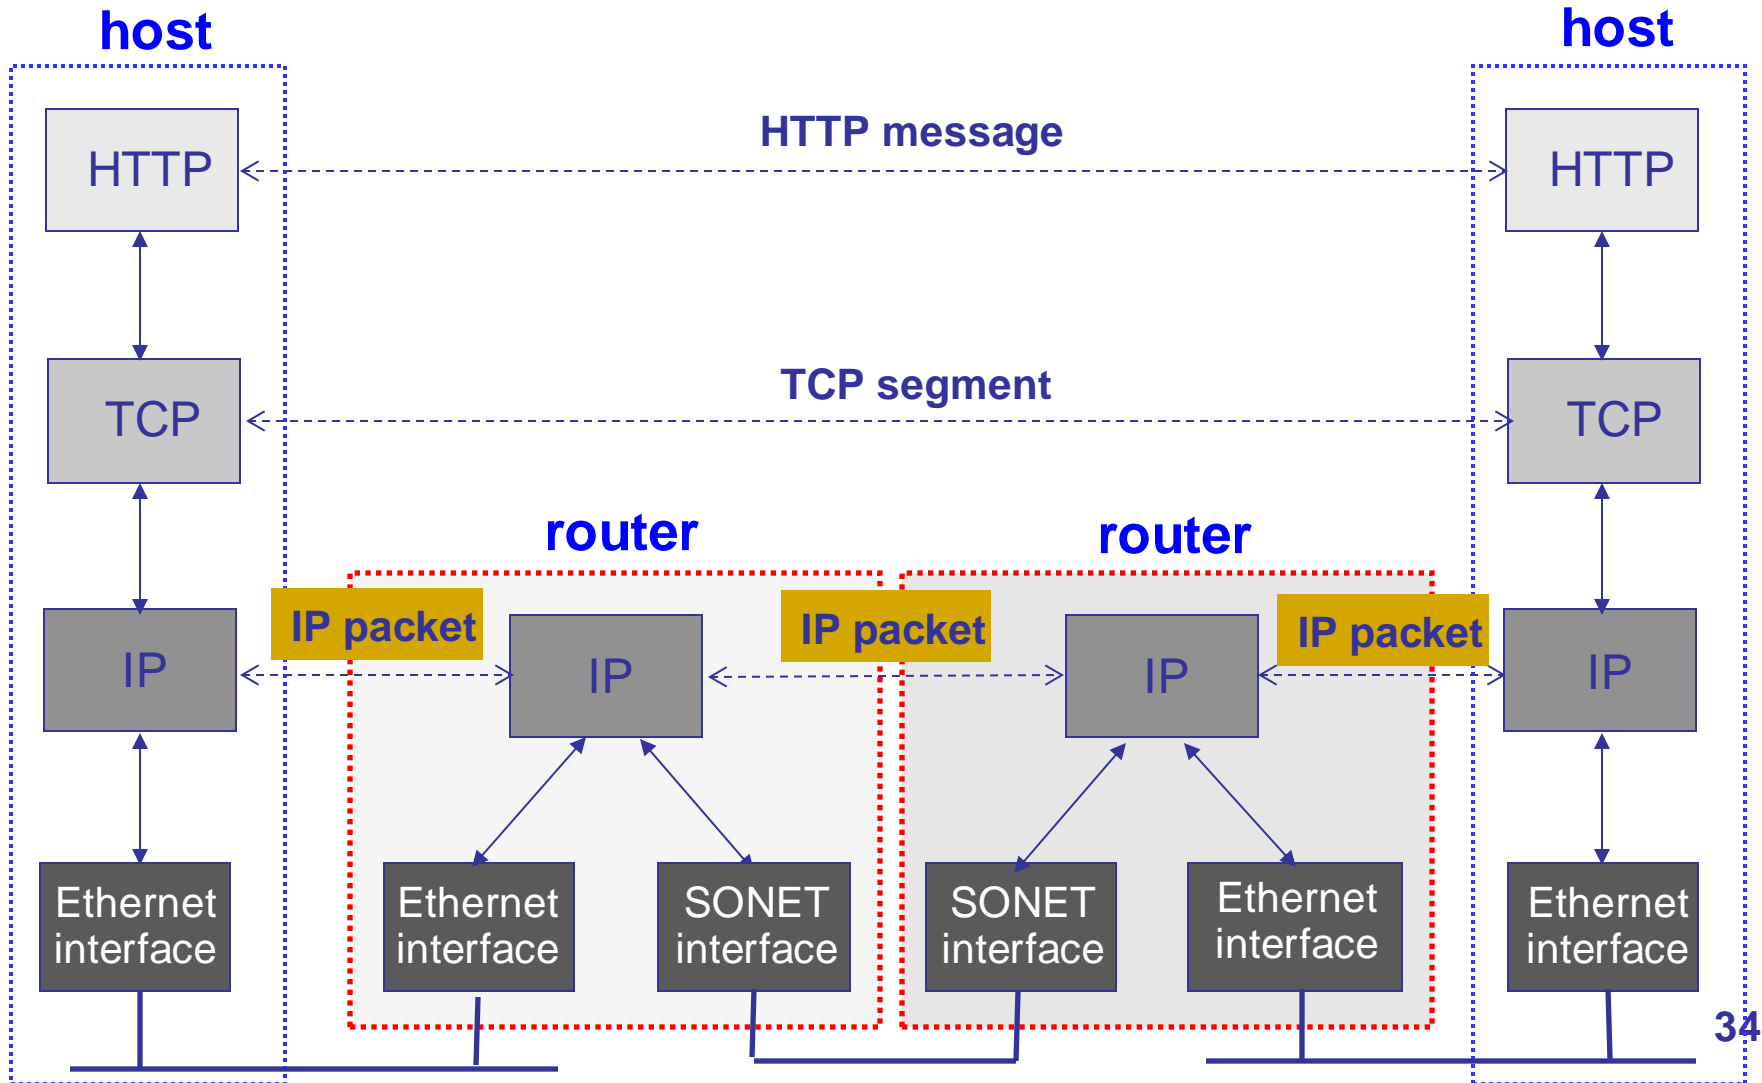 host
host
HTTP message
HTTP
HTTP
TCP segment
TCP
TCP
router
router
IP packet
IP packet
IP packet
IP
IP
IP
IP
Ethernet
interface
Ethernet
interface
SONET
interface
SONET
interface
Ethernet
interface
Ethernet
interface
34